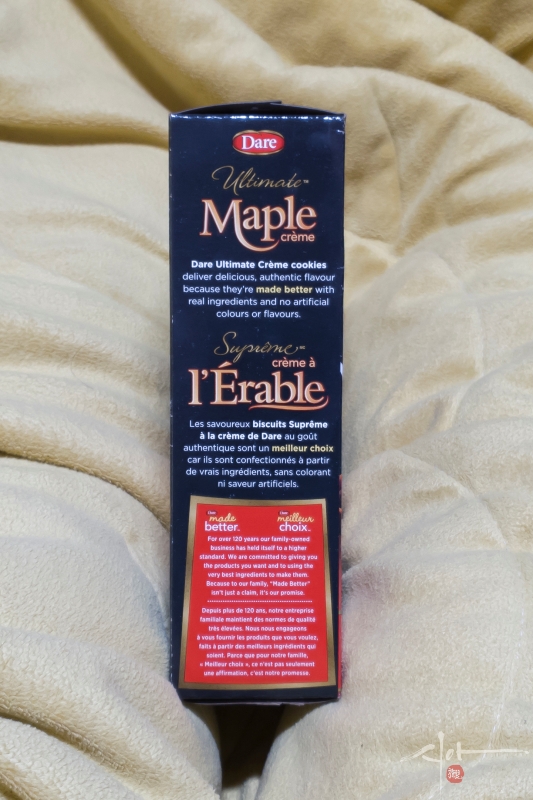 Dare
Ultimate™
Maple
crème
Dare Ultimate Crème cookies
deliver delicious, authentic flavour
because they're made better with
real ingredients and no artificial
colours or flavours.
Suprême™
crème à
l'Érable
Les savoureux biscuits Suprême
à la crème de Dare au goût
authentique sont un meilleur choix
car ils sont confectionnés à partir
de vrais ingrédients, sans colorant
ni saveur artificiels.
Dare
made
better.
Dare
meilleur
choix.
For over 120 years our family-owned
business has held itself to a higher
standard. We are committed to giving you
the products you want and to using the
very best ingredients to make them.
Because to our family, "Made Better"
isn't just a claim, it's our promise.
Depuis plus de 120 ans, notre entreprise
familiale maintient des normes de qualité
très élevées. Nous nous engageons
à vous fournir les produits que vous voulez,
faits à partir des meilleurs ingrédients qui
soient. Parce que pour notre famille,
« Meilleur choix », ce n'est pas seulement
une affirmation, c'est notre promesse.